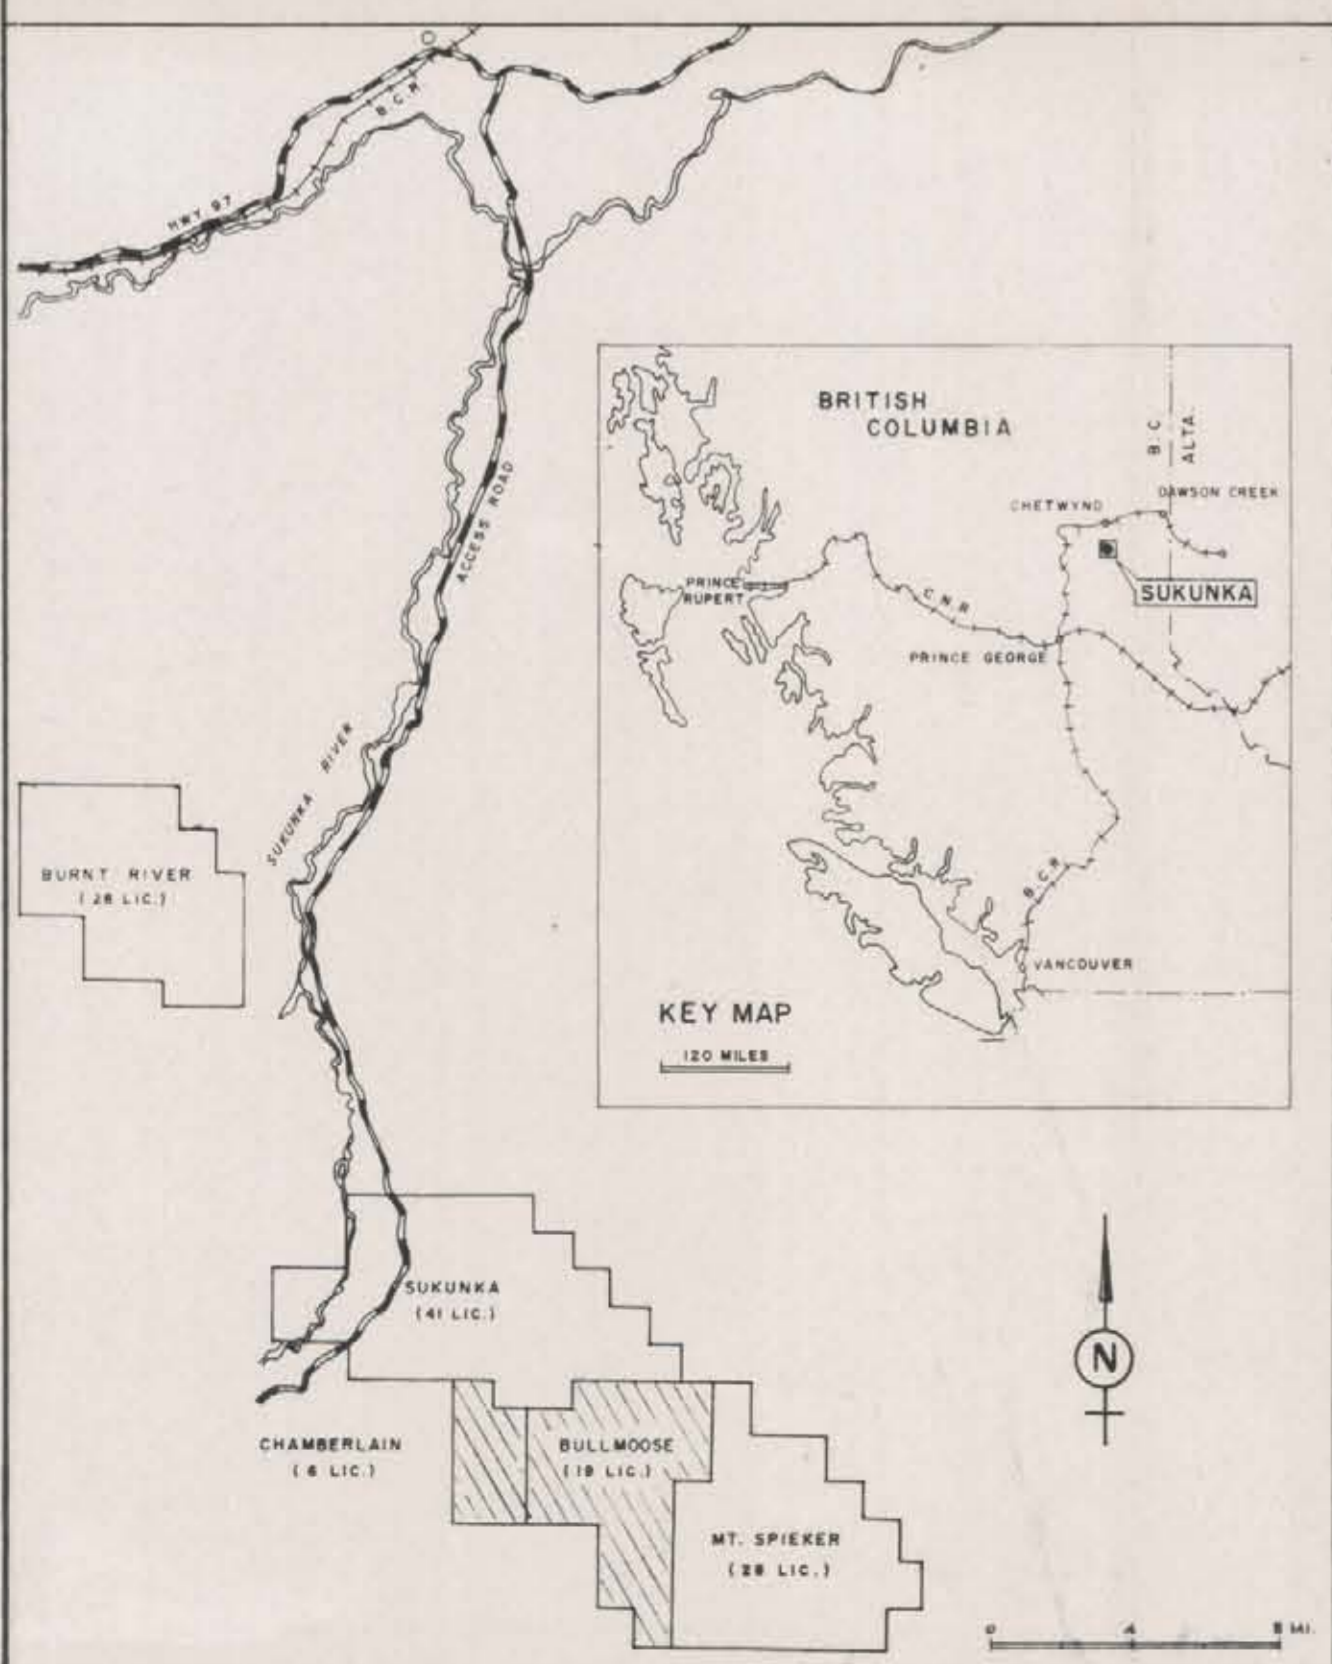 B.C.R
HWY 97
BRITISH
COLUMBIA
B.C.
ALTA.
CHETWYND
DAWSON CREEK
SUKUNKA
PRINCE
RUPERT
C.N.R
PRINCE GEORGE
ACCESS ROAD
SUKUNKA RIVER
BURNT RIVER
(28 LIC.)
B.C.R
VANCOUVER
KEY MAP
120 MILES
SUKUNKA
(41 LIC.)
N
CHAMBERLAIN
(6 LIC.)
BULLMOOSE
(19 LIC.)
MT. SPIEKER
(28 LIC.)
0 4 8 MI.